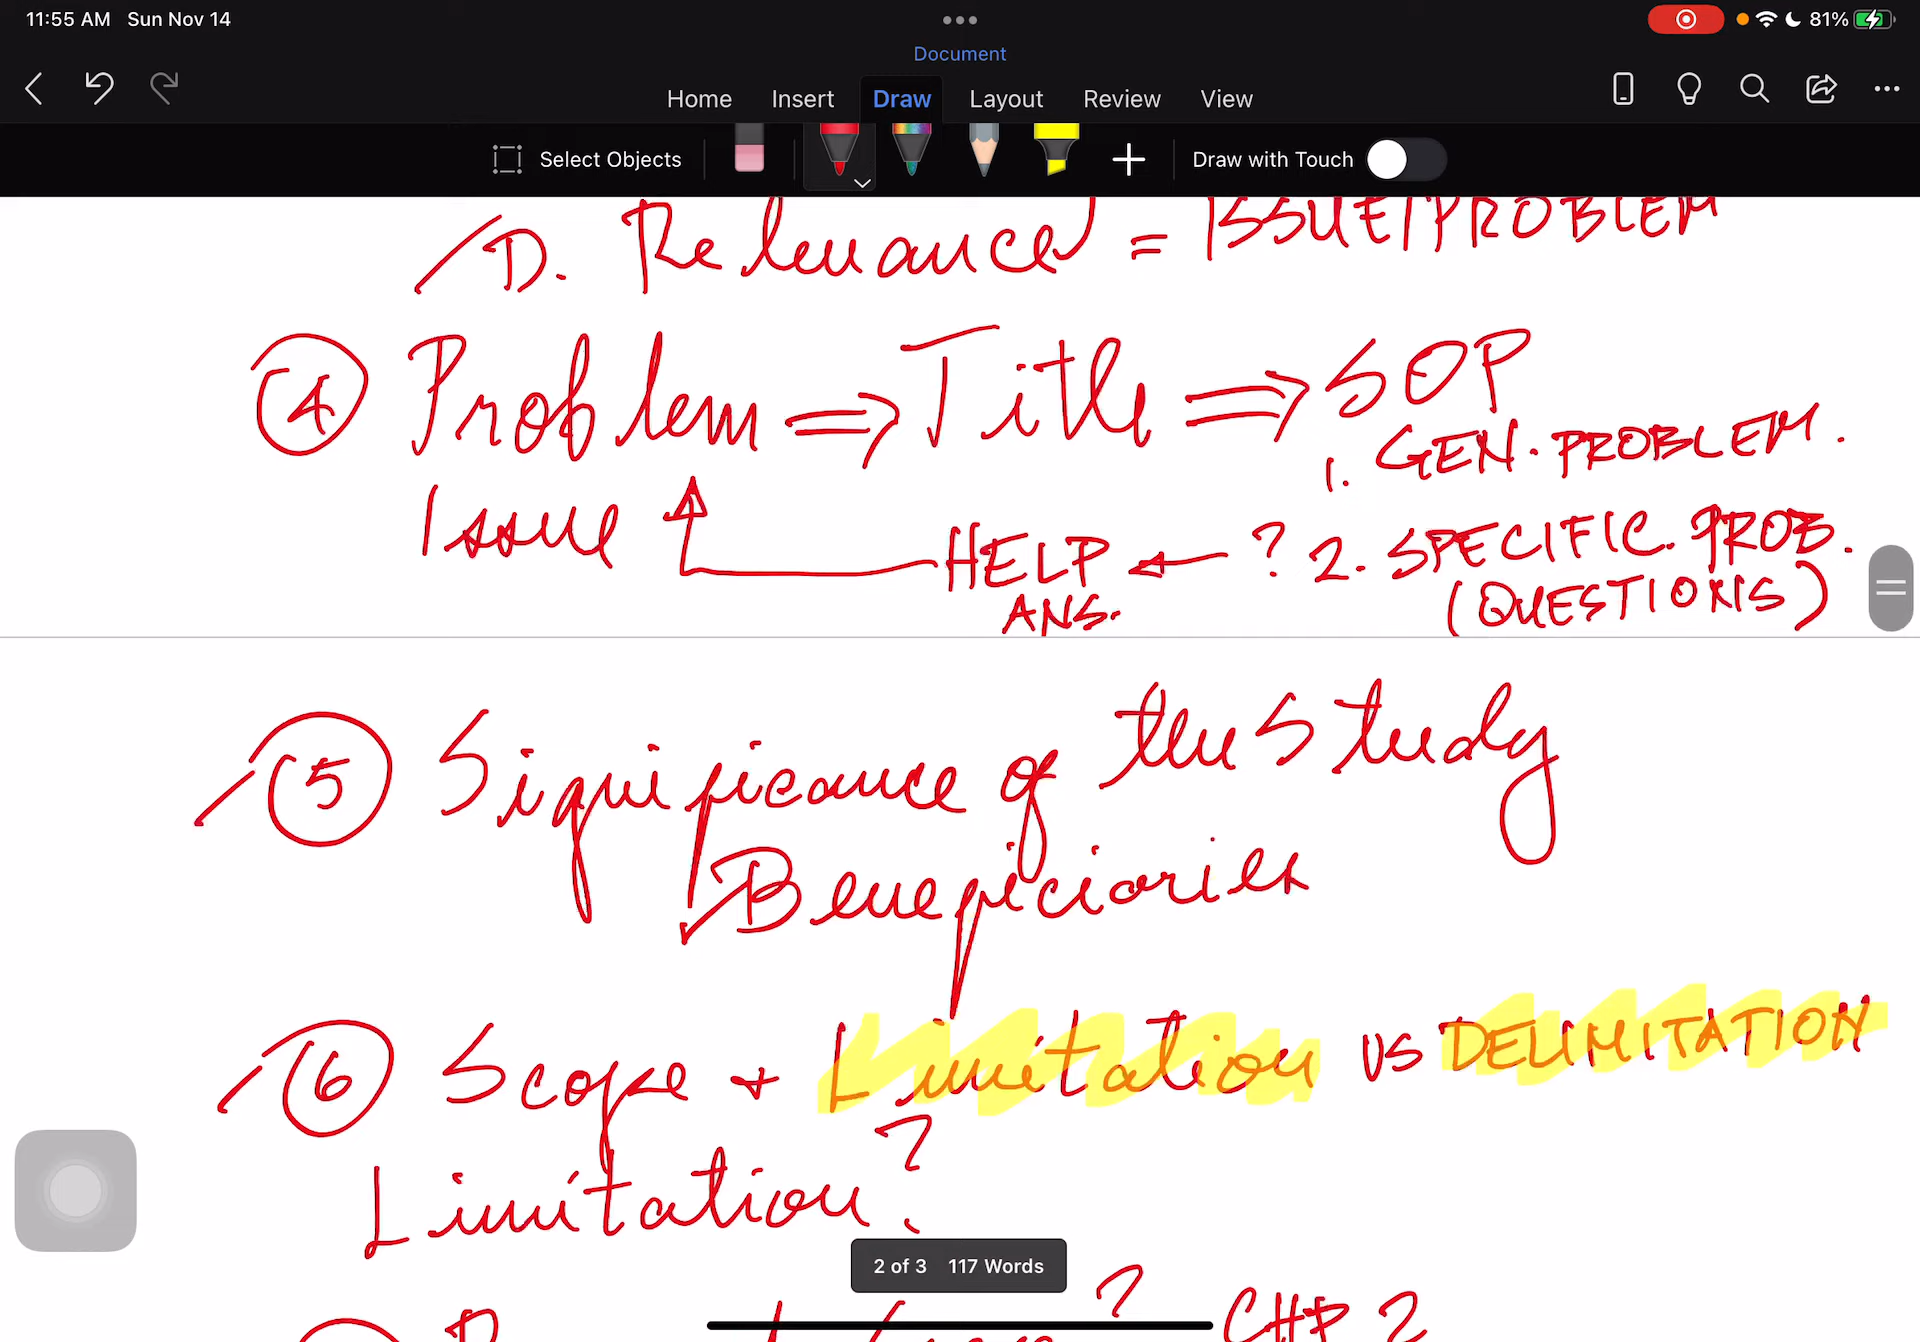 11:55 AM Sun Nov 14
81%
Document
Home Insert Draw Layout Review View
Select Objects
Draw with Touch
D. Relevance = ISSUE/PROBLEM
4 Problem ⇒ Title ⇒ SOP
1. GEN. PROBLEM.
Issue
HELP ← ? 2. SPECIFIC. PROB.
ANS.
(QUESTIONS)
5 Significance of the Study
Beneficiaries
6 Scope + Limitation VS DELIMITATION
Limitation?
2 of 3 117 Words
? CHP 2